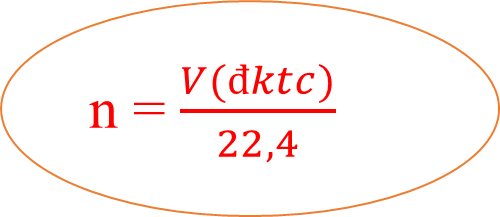 n = V(đktc)/22,4